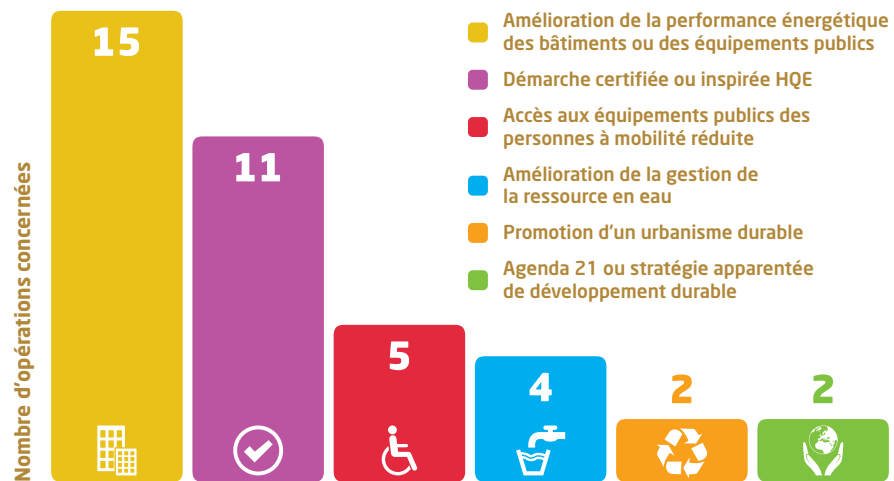 Nombre d'opérations concernées
15
11
5
4
2
2
Amélioration de la performance énergétique
des bâtiments ou des équipements publics
Démarche certifiée ou inspirée HQE
Accès aux équipements publics des
personnes à mobilité réduite
Amélioration de la gestion de
la ressource en eau
Promotion d'un urbanisme durable
Agenda 21 ou stratégie apparentée
de développement durable